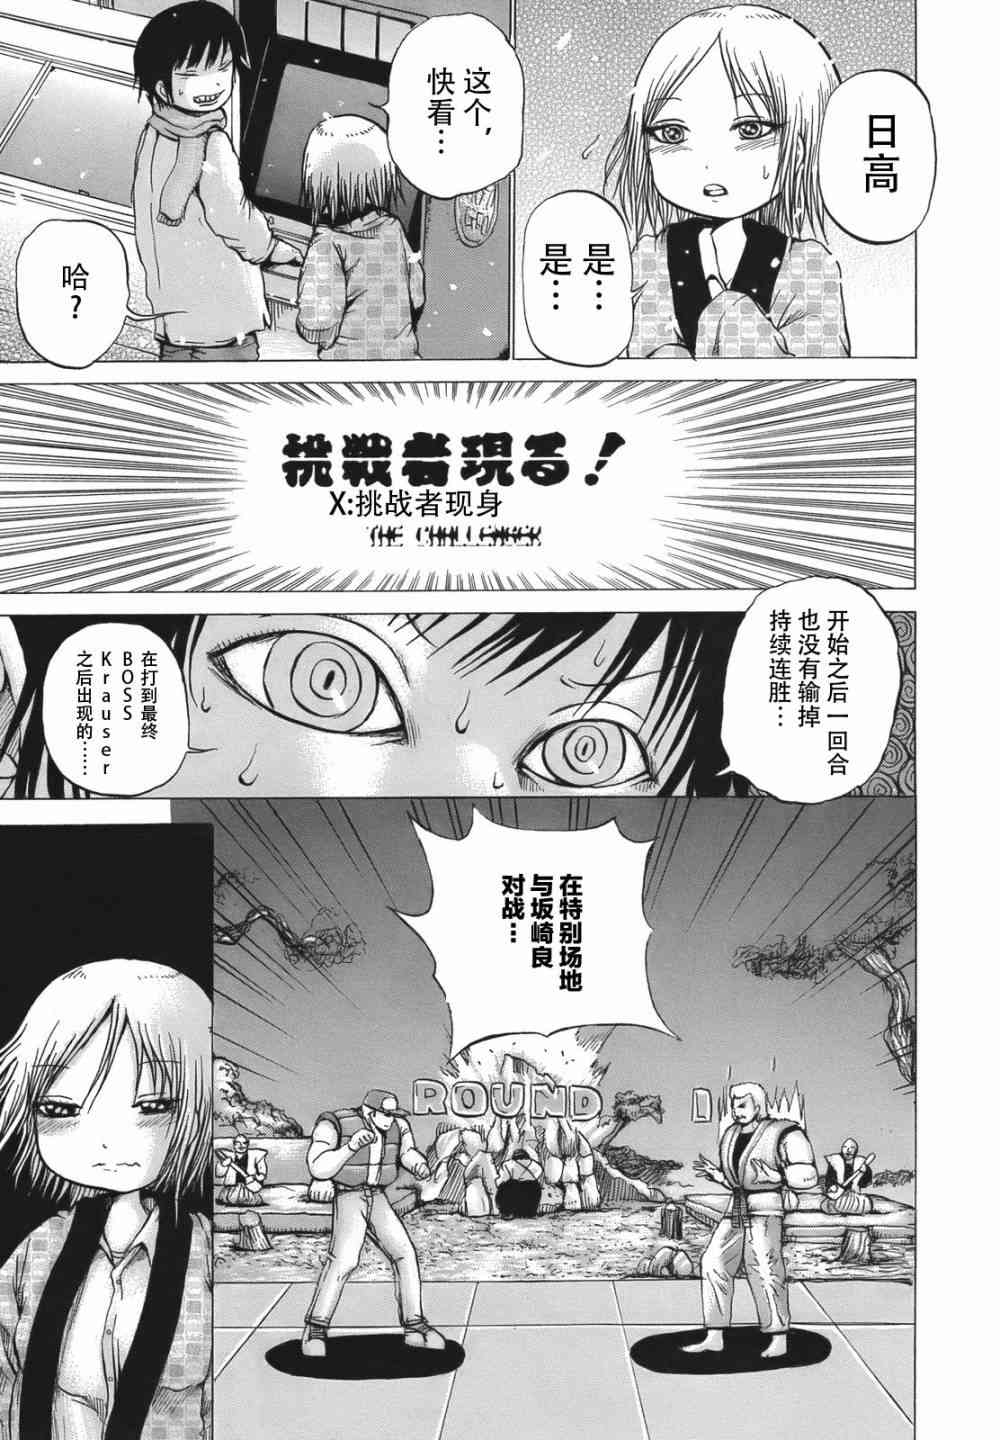 日高
是…
是…
这个，
快看…
哈？
挑戦者現る！
X:挑战者现身
THE CHALLENGER
开始之后一回合
也没有输掉
持续连胜…
在打到最终
BOSS
Krauser
之后出现的……
在特别场地
与坂崎良
对战…
ROUND 1